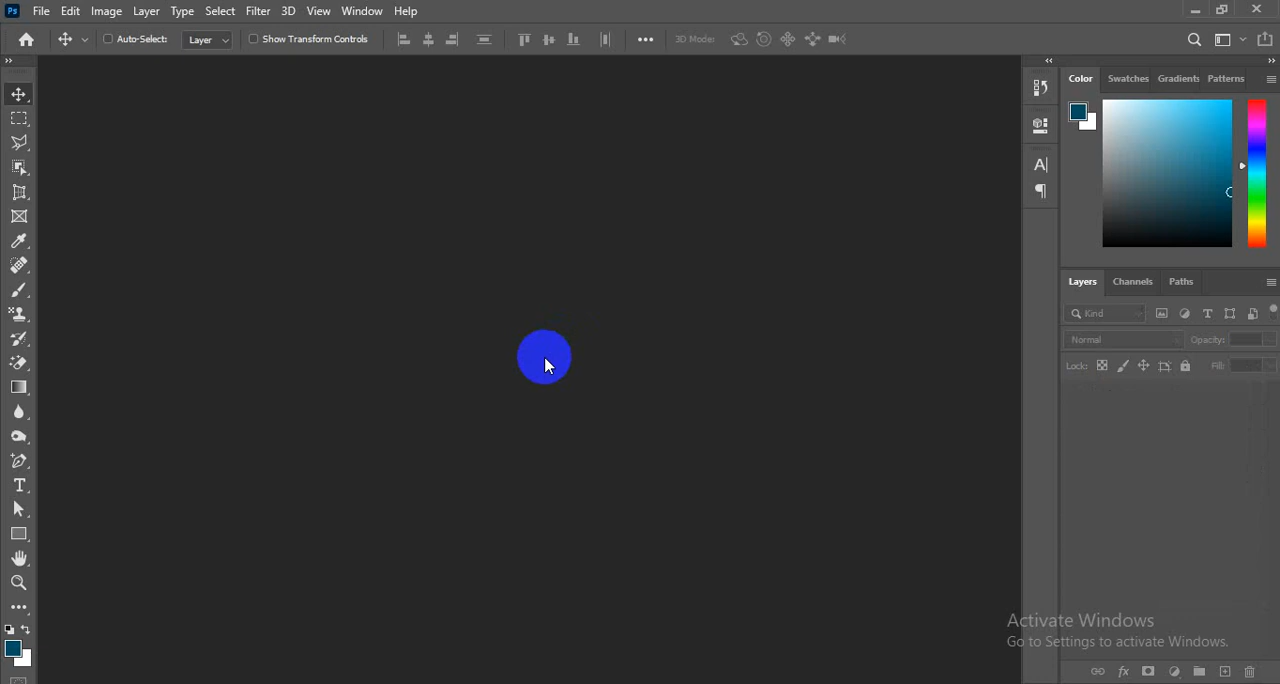 Ps File Edit Image Layer Type Select Filter 3D View Window Help
Auto-Select: Layer Show Transform Controls 3D Mode:
Color Swatches Gradients Patterns
Layers Channels Paths
Kind
Normal Opacity:
Lock: Fill:
Activate Windows
Go to Settings to activate Windows.